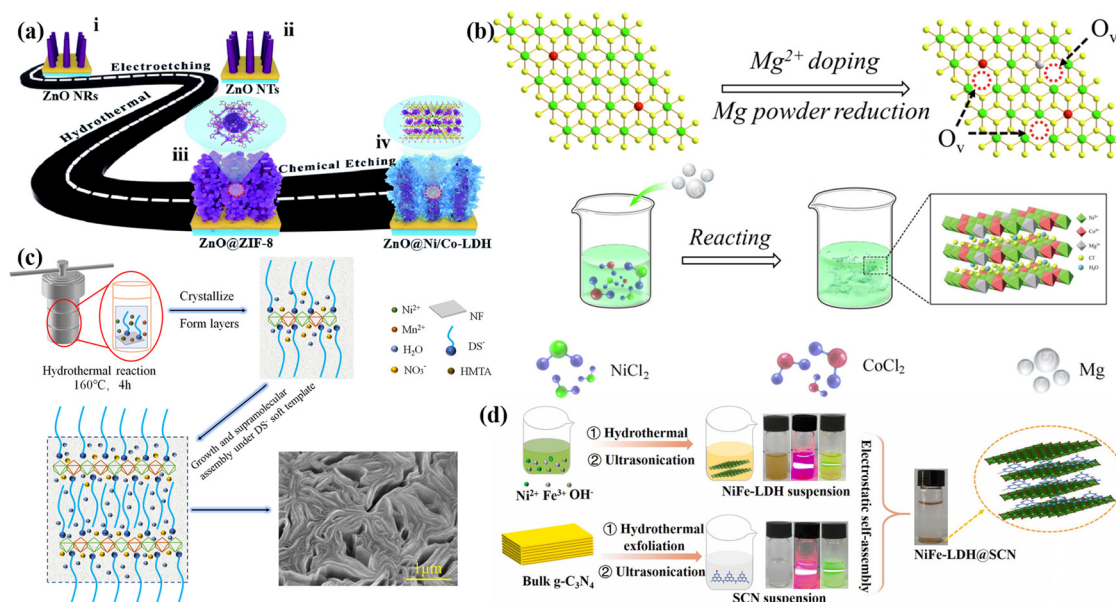 (a)
i
ii
Electroetching
ZnO NRs
ZnO NTs
Hydrothermal
iii
iv
Chemical Etching
ZnO@ZIF-8
ZnO@Ni/Co-LDH
(b)
Mg²⁺ doping
Mg powder reduction
Oᵥ
Oᵥ
Reacting
Ni²⁺
Cl⁻
H₂O
NiCl₂
CoCl₂
Mg
(c)
Crystallize
Form layers
Hydrothermal reaction
160℃, 4h
Ni²⁺
NF
Mn²⁺
H₂O
DS⁻
NO₃⁻
HMTA
Growth and supramolecular
assembly under DS⁻ soft template
1μm
(d)
① Hydrothermal
② Ultrasonication
Ni²⁺ Fe³⁺ OH⁻
NiFe-LDH suspension
① Hydrothermal
exfoliation
② Ultrasonication
Bulk g-C₃N₄
SCN suspension
Electrostatic self-assembly
NiFe-LDH@SCN